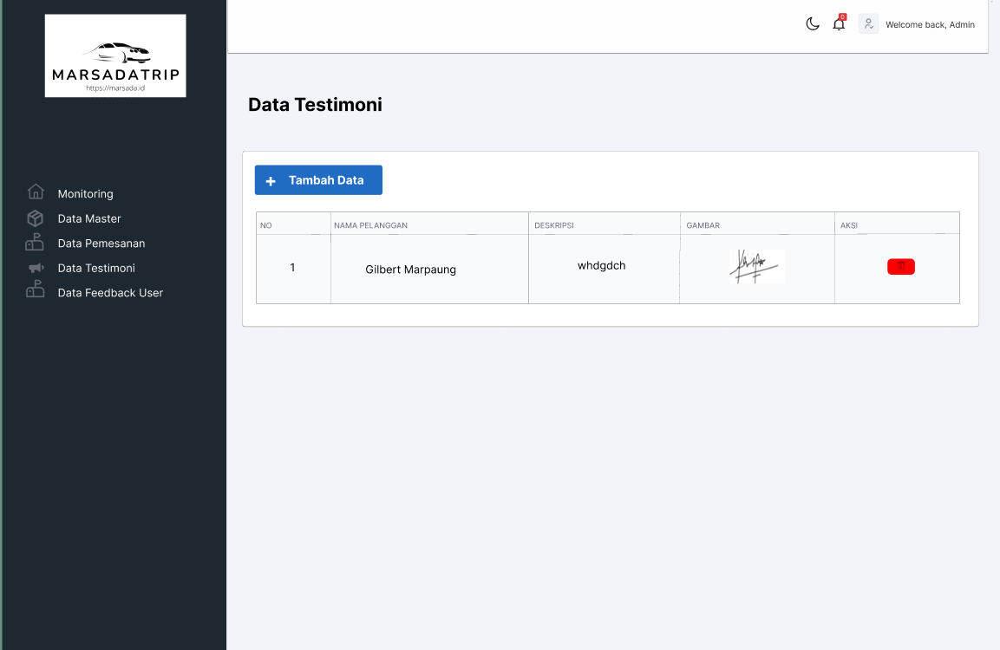 MARSADATRIP
https://marsada.id
0
Welcome back, Admin
Monitoring
Data Master
Data Pemesanan
Data Testimoni
Data Feedback User
Data Testimoni
+ Tambah Data
NO NAMA PELANGGAN DESKRIPSI GAMBAR AKSI
1 Gilbert Marpaung whdgdch